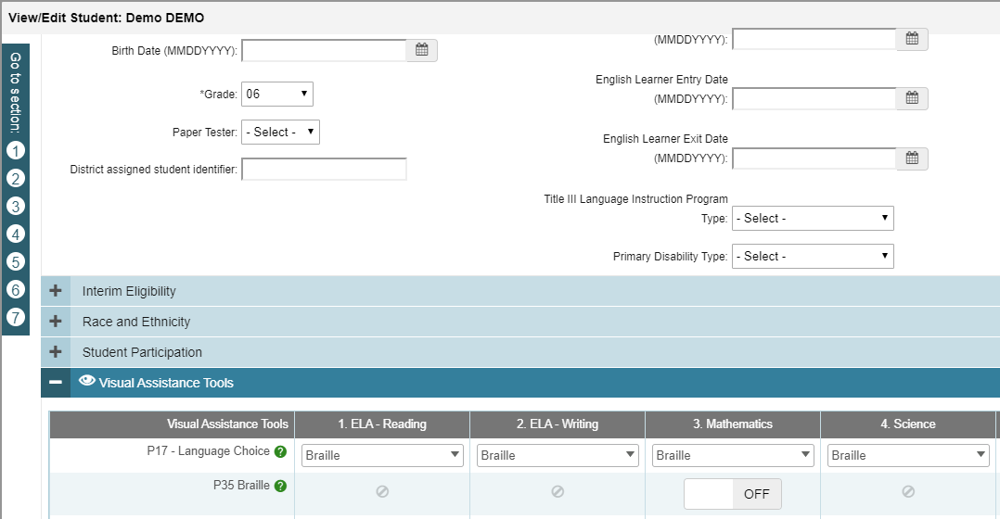 View/Edit Student: Demo DEMO
Go to section:
1
2
3
4
5
6
7
Birth Date (MMDDYYYY):
*Grade: 06
Paper Tester: - Select -
District assigned student identifier:
(MMDDYYYY):
English Learner Entry Date
(MMDDYYYY):
English Learner Exit Date
(MMDDYYYY):
Title III Language Instruction Program
Type: - Select -
Primary Disability Type: - Select -
Interim Eligibility
Race and Ethnicity
Student Participation
Visual Assistance Tools
Visual Assistance Tools 1. ELA - Reading 2. ELA - Writing 3. Mathematics 4. Science
P17 - Language Choice ? Braille Braille Braille Braille
P35 Braille ? OFF